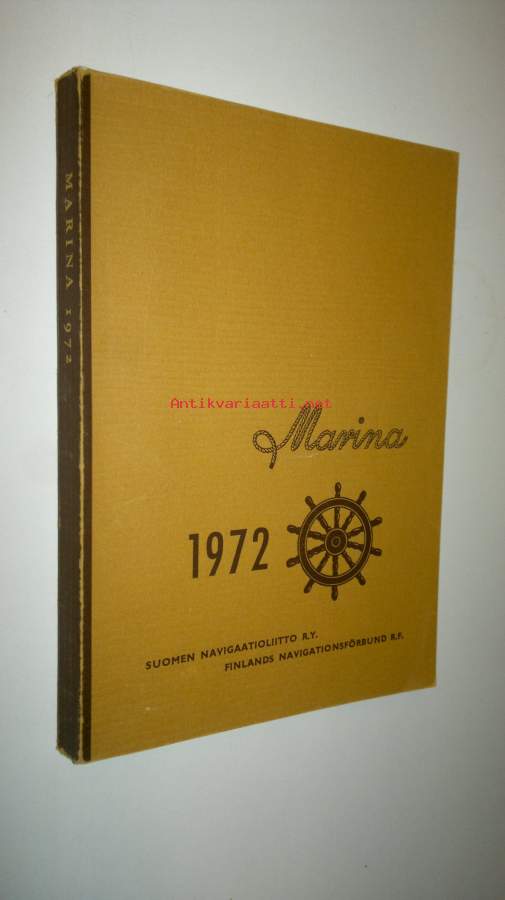 MARINA 1972
Antikvariaatti.net
Marina
1972
SUOMEN NAVIGAATIOLIITTO R.Y.
FINLANDS NAVIGATIONSFÖRBUND R.F.